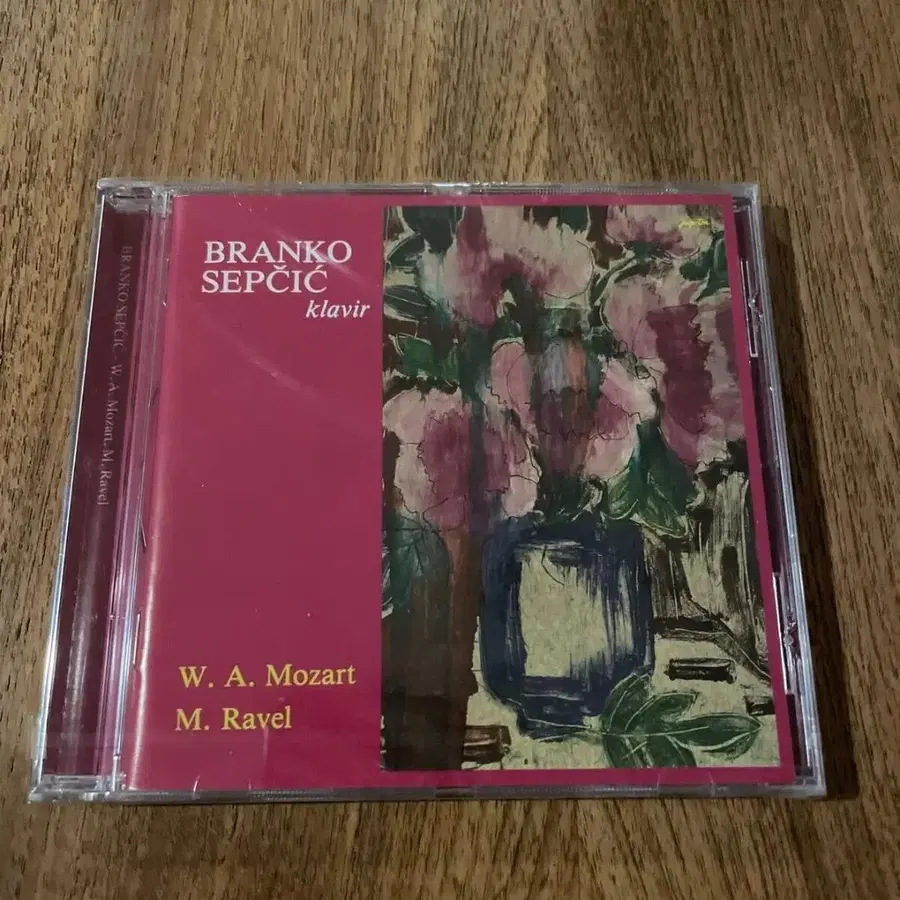 BRANKO
SEPČIĆ
klavir
W. A. Mozart
M. Ravel
BRANKO SEPČIĆ - W. A. Mozart, M. Ravel